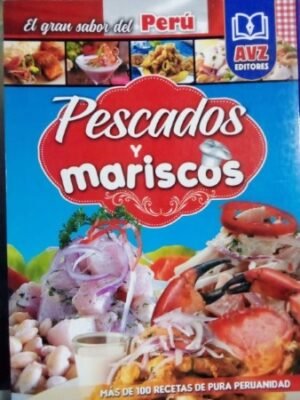 El gran sabor del Perú
AVZ
EDITORES
Pescados
Y
mariscos
MÁS DE 100 RECETAS DE PURA PERUANIDAD